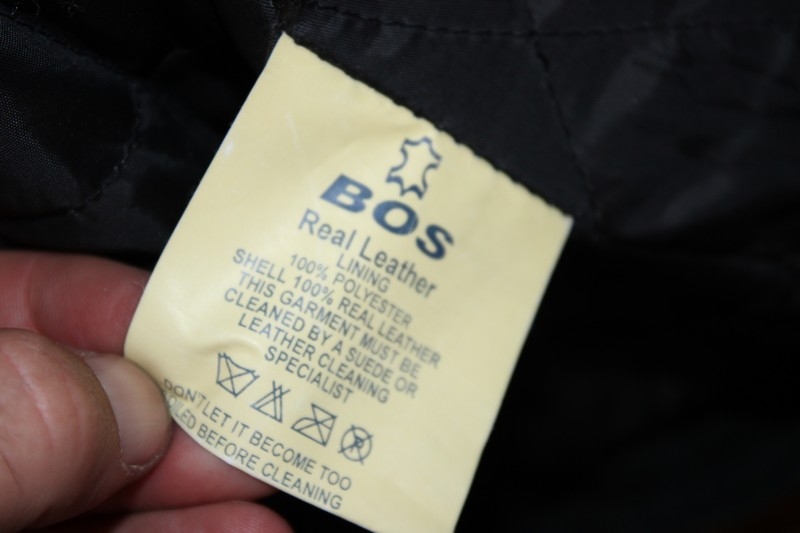 BOS
Real Leather
LINING
100% POLYESTER
SHELL 100% REAL LEATHER
THIS GARMENT MUST BE
CLEANED BY A SUEDE OR
LEATHER CLEANING
SPECIALIST
DON'T LET IT BECOME TOO
BEFORE CLEANING